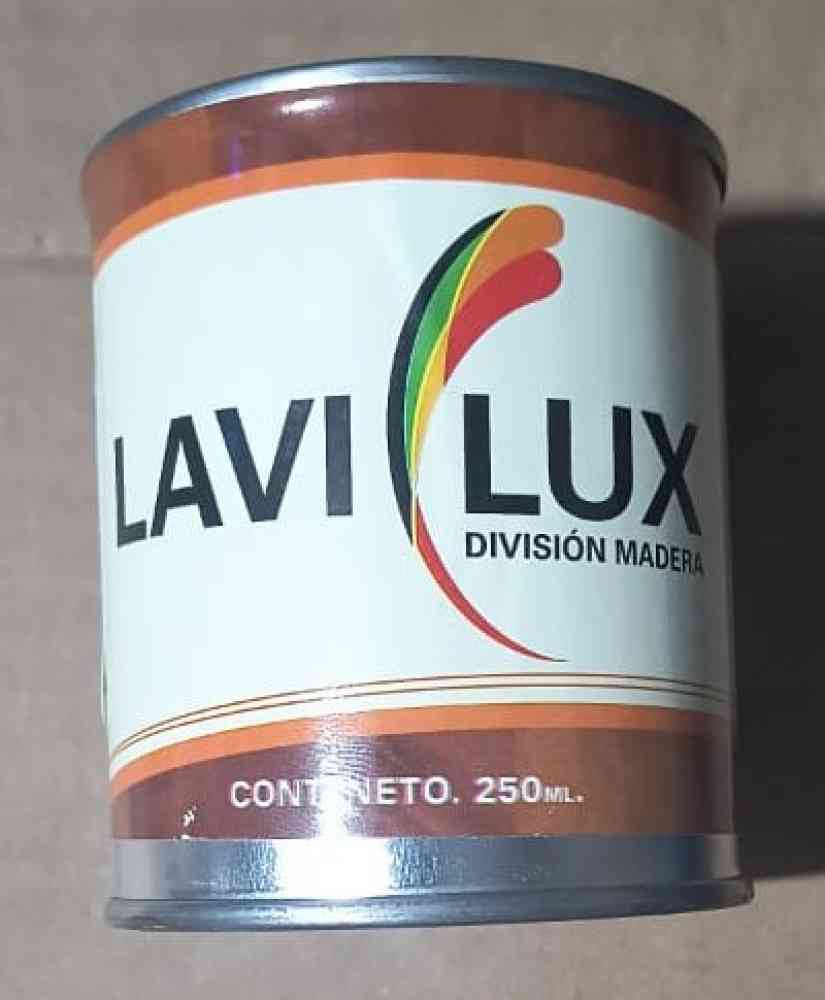 LAVI LUX
DIVISIÓN MADERA
CONT. NETO. 250ML.